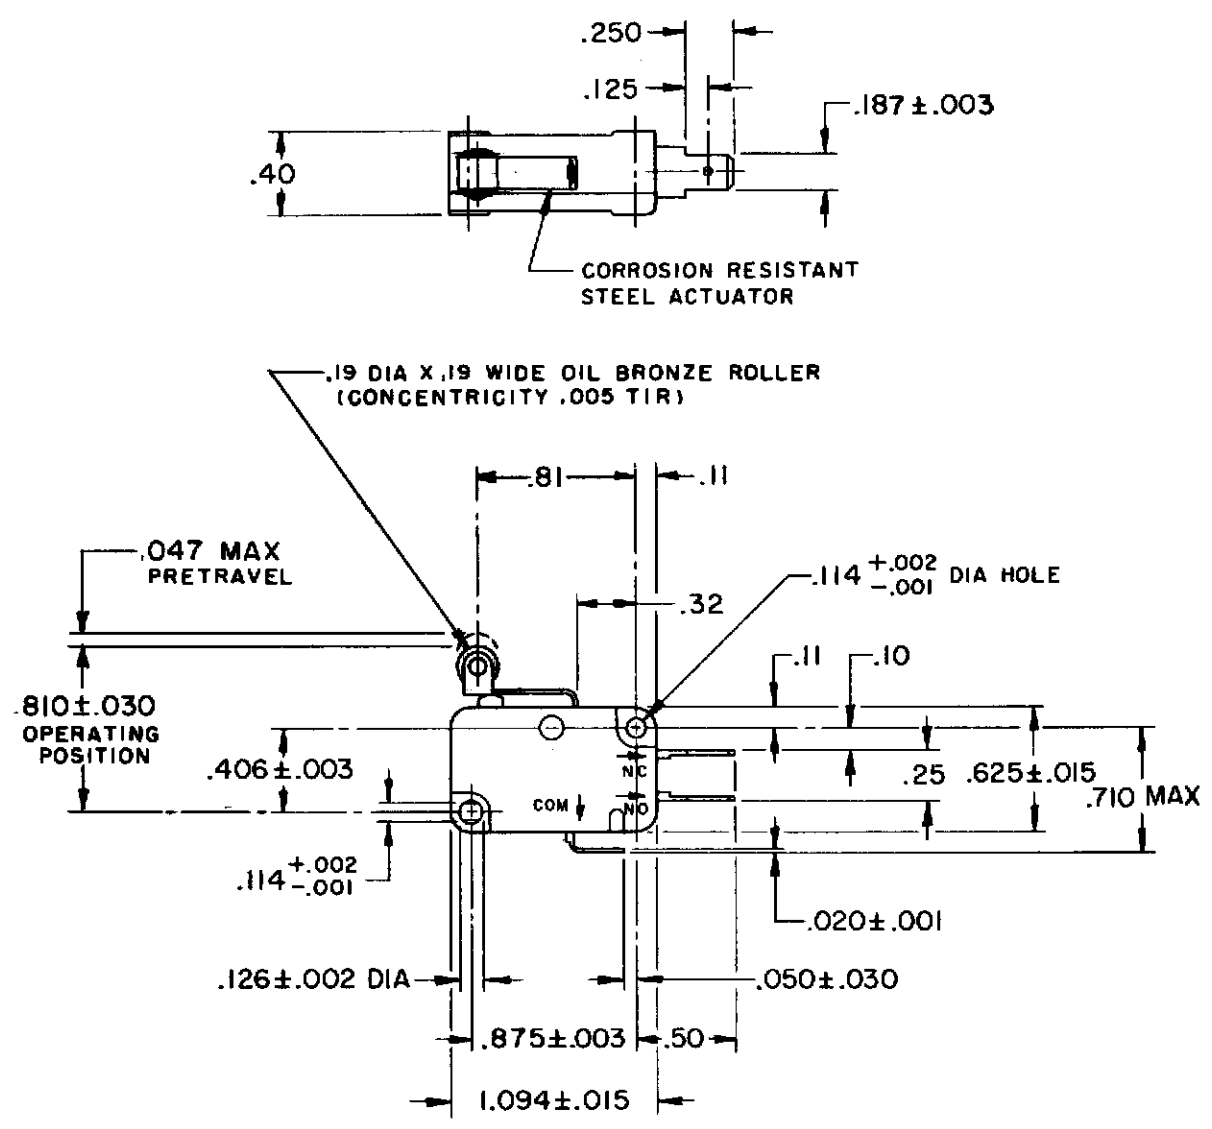 .250
.125
.187±.003
.40
CORROSION RESISTANT
STEEL ACTUATOR
.19 DIA X .19 WIDE OIL BRONZE ROLLER
(CONCENTRICITY .005 TIR)
.81
.11
.047 MAX
PRETRAVEL
.114 +.002
-.001 DIA HOLE
.32
.11
.10
.810±.030
OPERATING
POSITION
.406±.003
NC
.25
.625±.015
.710 MAX
COM
NO
.114 +.002
-.001
.020±.001
.126±.002 DIA
.050±.030
.875±.003
.50
1.094±.015